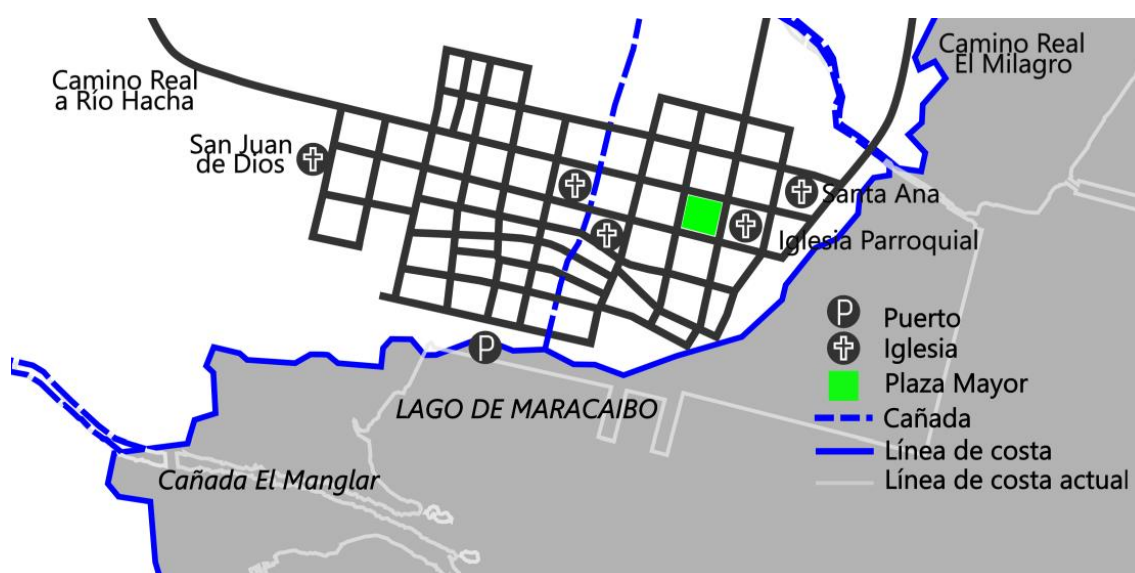 Camino Real
El Milagro
Camino Real
a Río Hacha
San Juan
de Dios
Santa Ana
Iglesia Parroquial
P
Puerto
Iglesia
Plaza Mayor
Cañada
Línea de costa
Línea de costa actual
P
LAGO DE MARACAIBO
Cañada El Manglar